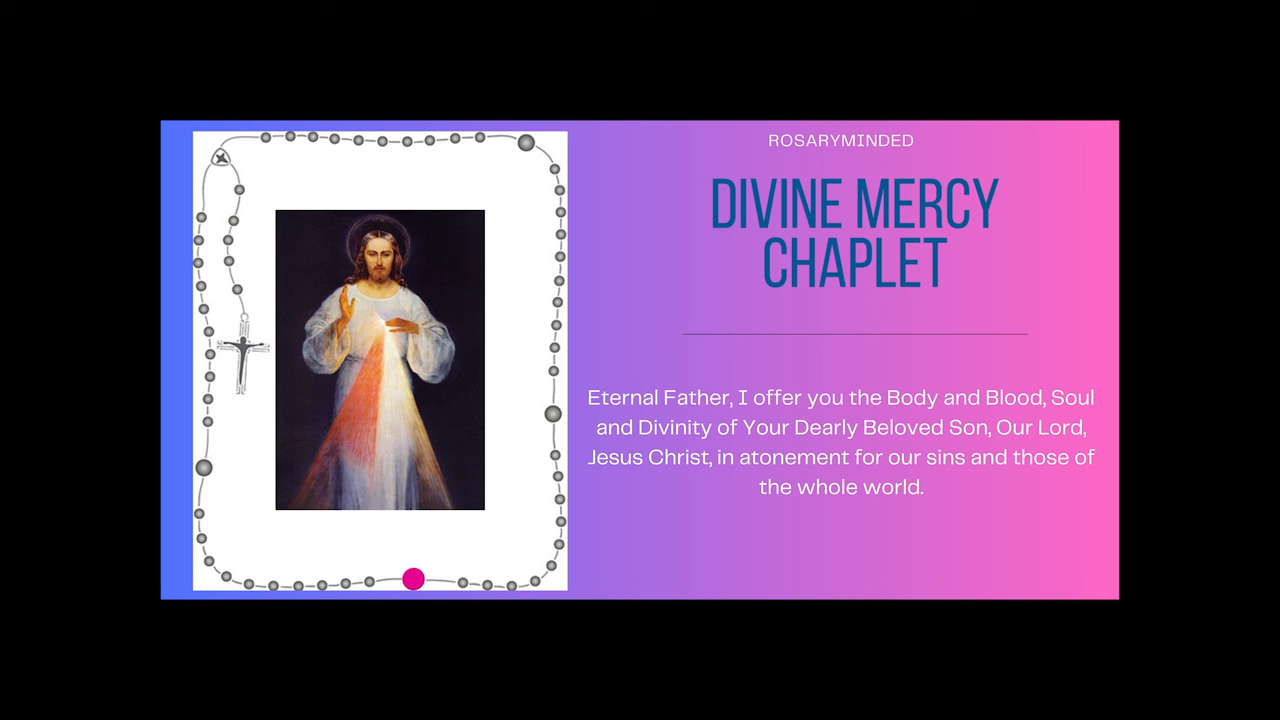 ROSARYMINDED
DIVINE MERCY
CHAPLET
Eternal Father, I offer you the Body and Blood, Soul
and Divinity of Your Dearly Beloved Son, Our Lord,
Jesus Christ, in atonement for our sins and those of
the whole world.